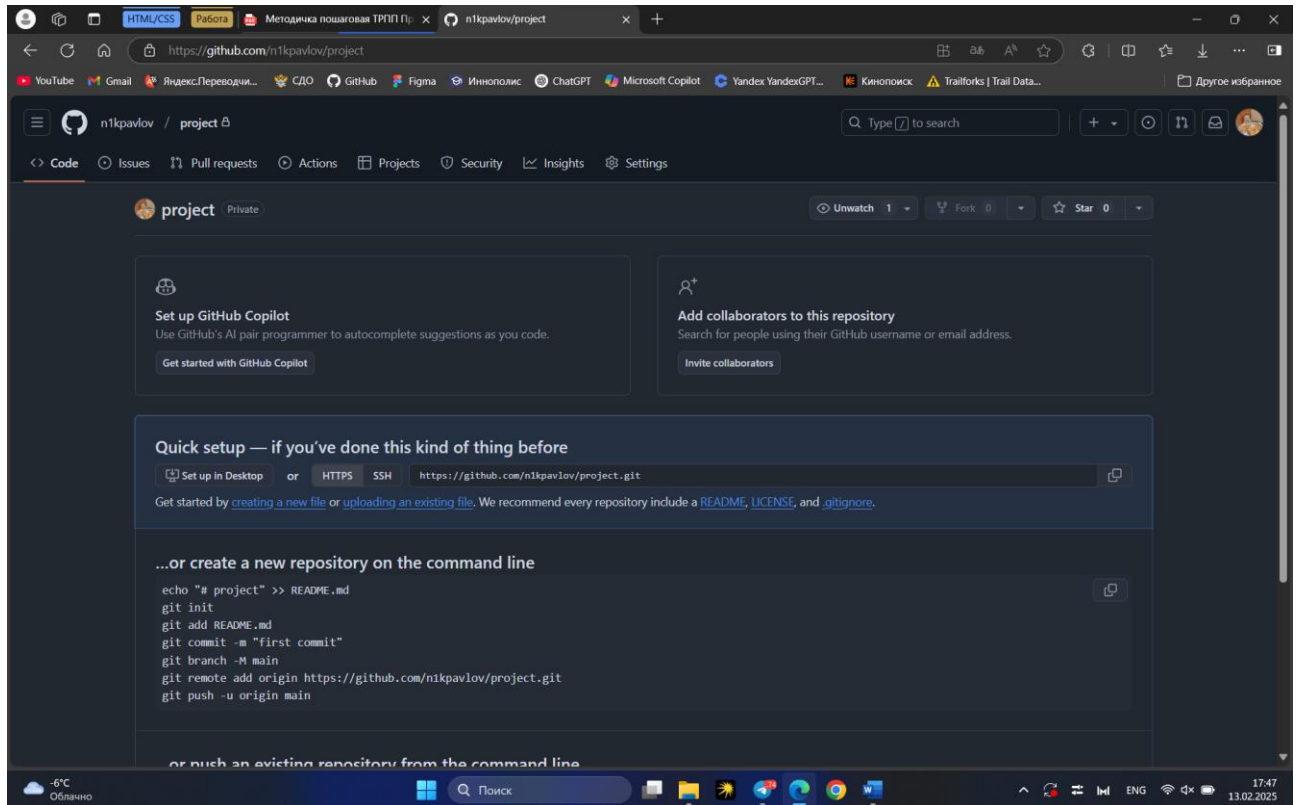 HTML/CSS Работа Методичка пошаговая ТРПП Пр n1kpavlov/project
https://github.com/n1kpavlov/project
YouTube Gmail Яндекс.Переводчи... СДО GitHub Figma Иннополис ChatGPT Microsoft Copilot Yandex YandexGPT... Кинопоиск Trailforks | Trail Data... Другое избранное
n1kpavlov / project Type / to search
Code Issues Pull requests Actions Projects Security Insights Settings
project Private Unwatch 1 Fork 0 Star 0
Set up GitHub Copilot
Use GitHub's AI pair programmer to autocomplete suggestions as you code.
Get started with GitHub Copilot
Add collaborators to this repository
Search for people using their GitHub username or email address.
Invite collaborators
Quick setup — if you've done this kind of thing before
Set up in Desktop or HTTPS SSH https://github.com/n1kpavlov/project.git
Get started by creating a new file or uploading an existing file. We recommend every repository include a README, LICENSE, and .gitignore.
...or create a new repository on the command line
echo "# project" >> README.md
git init
git add README.md
git commit -m "first commit"
git branch -M main
git remote add origin https://github.com/n1kpavlov/project.git
git push -u origin main
...or push an existing repository from the command line
-6°C
Облачно
Поиск
ENG
17:47
13.02.2025